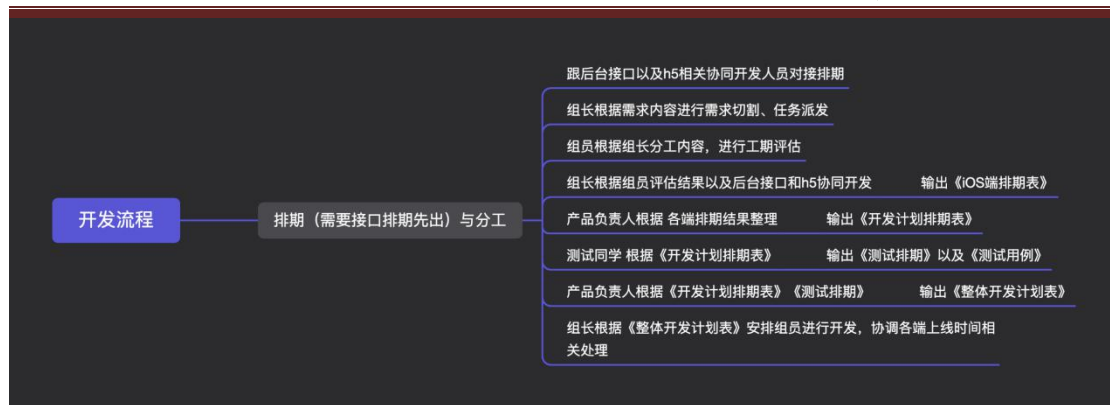 跟后台接口以及h5相关协同开发人员对接排期
组长根据需求内容进行需求切割、任务派发
组员根据组长分工内容，进行工期评估
组长根据组员评估结果以及后台接口和h5协同开发 输出《iOS端排期表》
开发流程
排期（需要接口排期先出）与分工
产品负责人根据 各端排期结果整理 输出《开发计划排期表》
测试同学 根据《开发计划排期表》 输出《测试排期》以及《测试用例》
产品负责人根据《开发计划排期表》《测试排期》 输出《整体开发计划表》
组长根据《整体开发计划表》安排组员进行开发，协调各端上线时间相
关处理